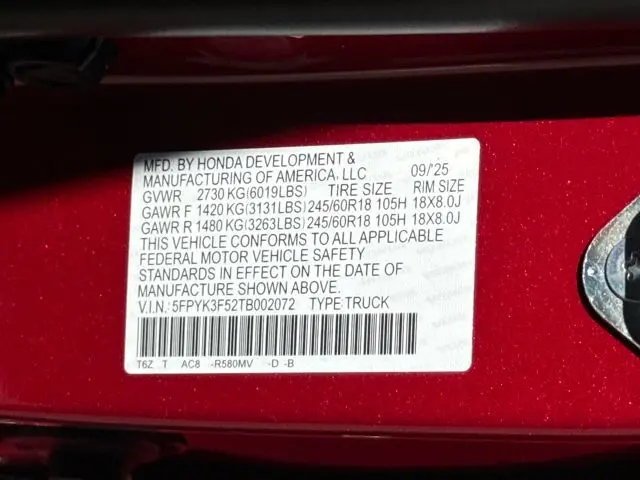 MFD. BY HONDA DEVELOPMENT &
MANUFACTURING OF AMERICA, LLC 09/'25
GVWR 2730 KG(6019LBS) TIRE SIZE RIM SIZE
GAWR F 1420 KG(3131LBS) 245/60R18 105H 18X8.0J
GAWR R 1480 KG(3263LBS) 245/60R18 105H 18X8.0J
THIS VEHICLE CONFORMS TO ALL APPLICABLE
FEDERAL MOTOR VEHICLE SAFETY
STANDARDS IN EFFECT ON THE DATE OF
MANUFACTURE SHOWN ABOVE.
V.I.N.: 5FPYK3F52TB002072 TYPE:TRUCK
T6Z T AC8 -R580MV -D -B